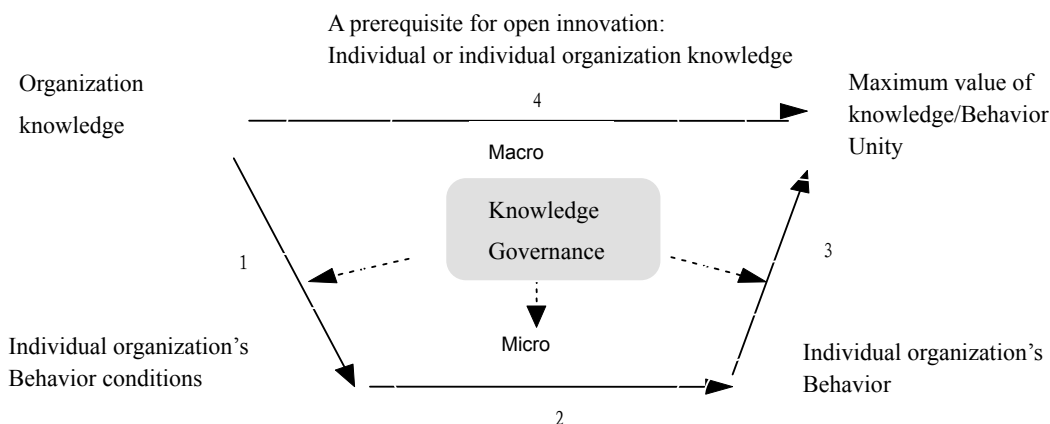 A prerequisite for open innovation:
Individual or individual organization knowledge
Organization
knowledge
4
Maximum value of
knowledge/Behavior
Unity
Macro
Knowledge
Governance
1
3
Micro
Individual organization's
Behavior conditions
Individual organization's
Behavior
2